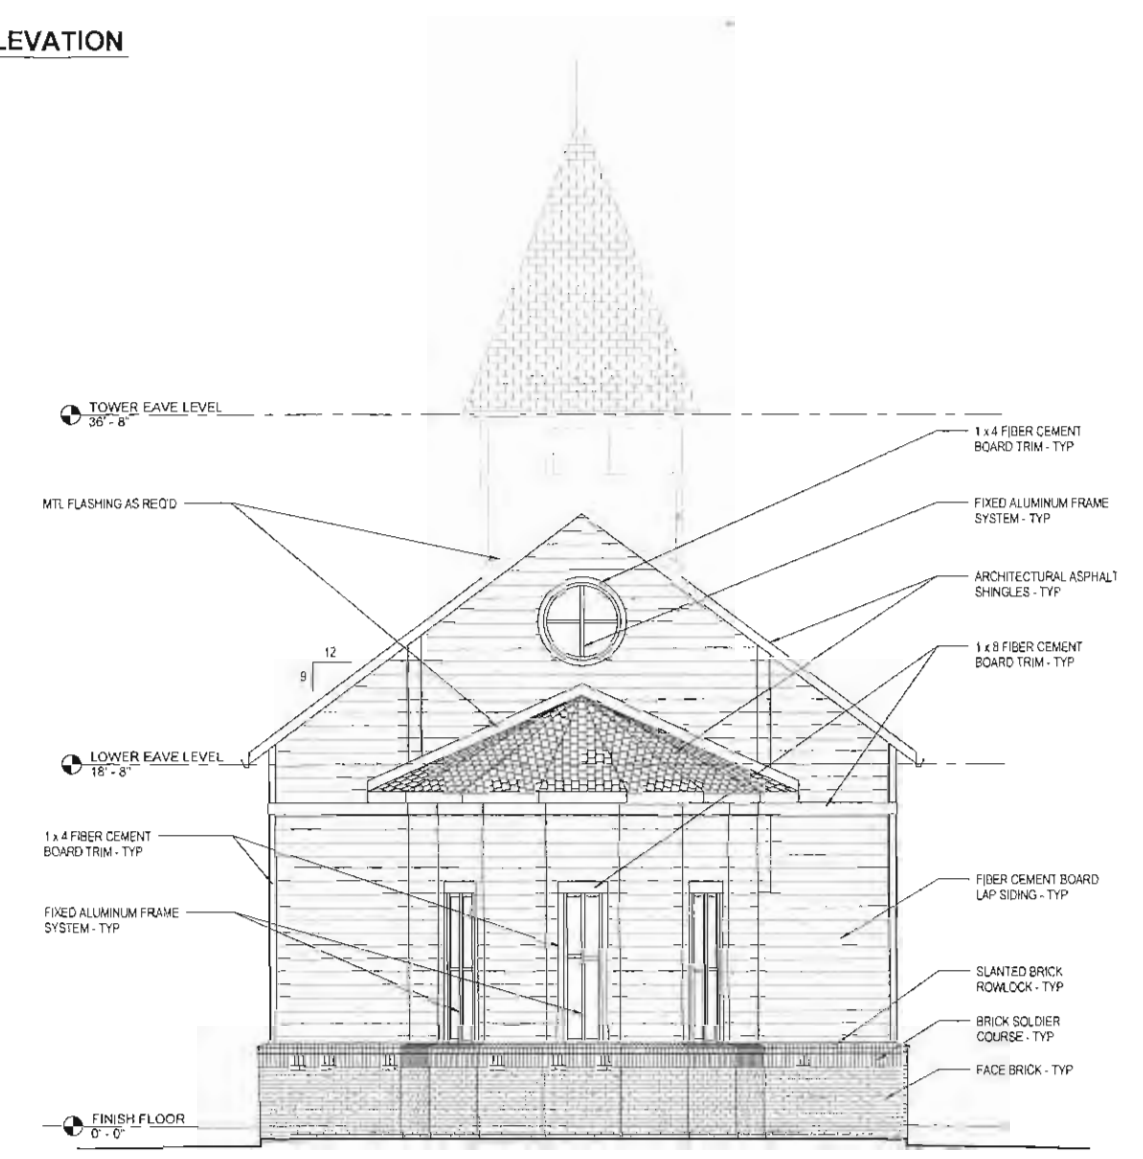 LEVATION
TOWER EAVE LEVEL
36' - 8"
1 x 4 FIBER CEMENT
BOARD TRIM - TYP
MTL FLASHING AS REQ'D
FIXED ALUMINUM FRAME
SYSTEM - TYP
ARCHITECTURAL ASPHALT
SHINGLES - TYP
12
9
1 x 8 FIBER CEMENT
BOARD TRIM - TYP
LOWER EAVE LEVEL
18' - 8"
1 x 4 FIBER CEMENT
BOARD TRIM - TYP
FIBER CEMENT BOARD
LAP SIDING - TYP
FIXED ALUMINUM FRAME
SYSTEM - TYP
SLANTED BRICK
ROWLOCK - TYP
BRICK SOLDIER
COURSE - TYP
FACE BRICK - TYP
FINISH FLOOR
0' - 0"